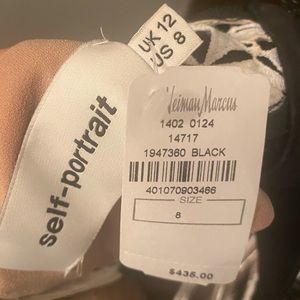 UK 12
US 8
self-portrait
Neiman Marcus
1402 0124
14717
1947360 BLACK
401070903466
SIZE
8
$435.00